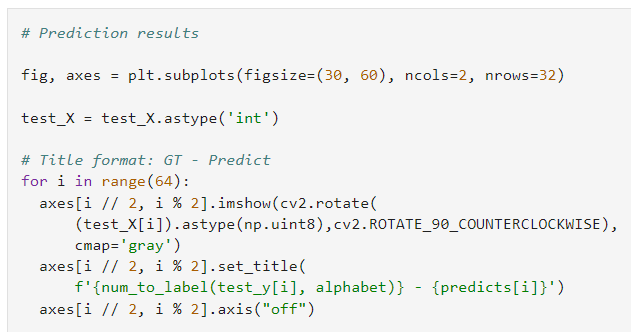 # Prediction results
fig, axes = plt.subplots(figsize=(30, 60), ncols=2, nrows=32)
test_X = test_X.astype('int')
# Title format: GT - Predict
for i in range(64):
  axes[i // 2, i % 2].imshow(cv2.rotate(
      (test_X[i]).astype(np.uint8),cv2.ROTATE_90_COUNTERCLOCKWISE),
      cmap='gray')
  axes[i // 2, i % 2].set_title(
      f'{num_to_label(test_y[i], alphabet)} - {predicts[i]}')
  axes[i // 2, i % 2].axis("off")